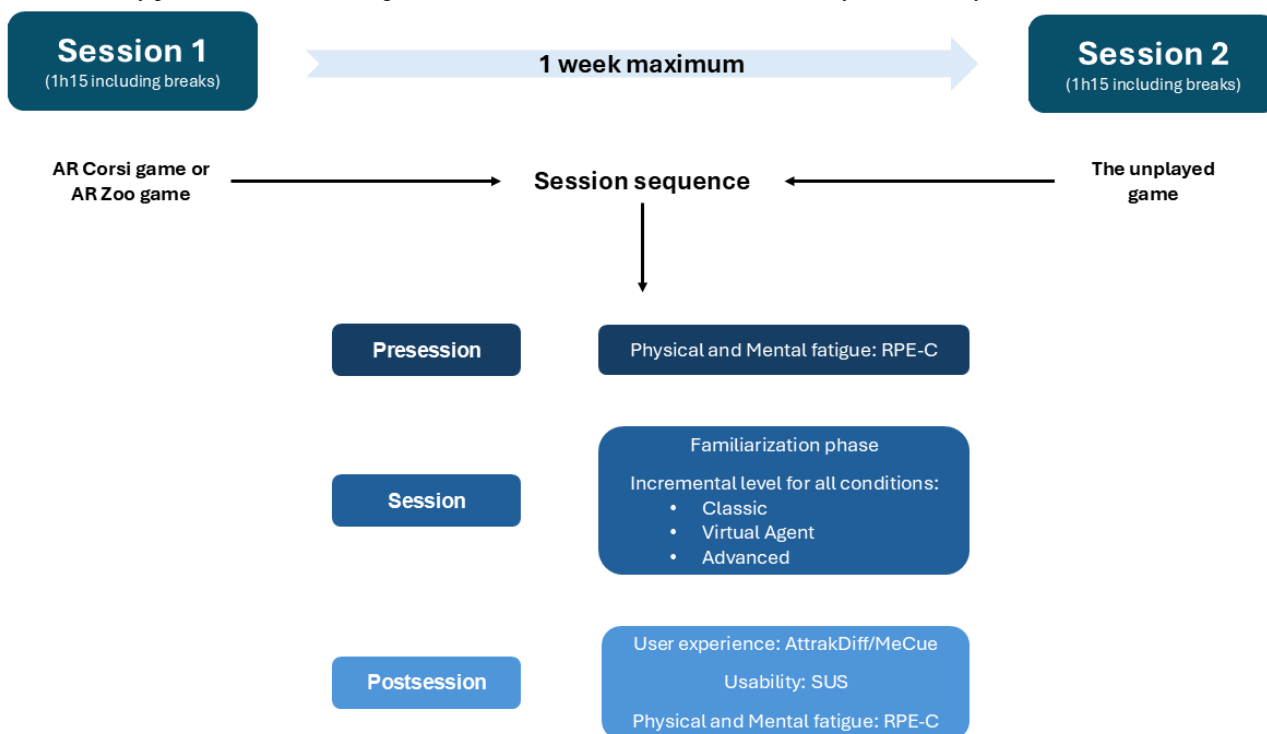 Session 1
(1h15 including breaks)
1 week maximum
Session 2
(1h15 including breaks)
AR Corsi game or
AR Zoo game
Session sequence
The unplayed
game
Presession
Physical and Mental fatigue: RPE-C
Session
Familiarization phase
Incremental level for all conditions:
• Classic
• Virtual Agent
• Advanced
Postsession
User experience: AttrakDiff/MeCue
Usability: SUS
Physical and Mental fatigue: RPE-C